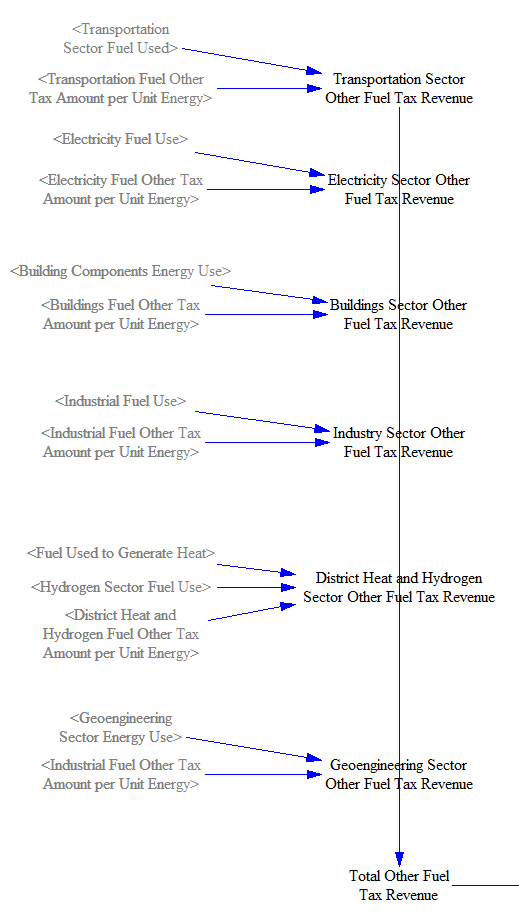 <Transportation
Sector Fuel Used>
<Transportation Fuel Other
Tax Amount per Unit Energy>
Transportation Sector
Other Fuel Tax Revenue
<Electricity Fuel Use>
<Electricity Fuel Other Tax
Amount per Unit Energy>
Electricity Sector Other
Fuel Tax Revenue
<Building Components Energy Use>
<Buildings Fuel Other Tax
Amount per Unit Energy>
Buildings Sector Other
Fuel Tax Revenue
<Industrial Fuel Use>
<Industrial Fuel Other Tax
Amount per Unit Energy>
Industry Sector Other
Fuel Tax Revenue
<Fuel Used to Generate Heat>
<Hydrogen Sector Fuel Use>
<District Heat and
Hydrogen Fuel Other Tax
Amount per Unit Energy>
District Heat and Hydrogen
Sector Other Fuel Tax Revenue
<Geoengineering
Sector Energy Use>
<Industrial Fuel Other Tax
Amount per Unit Energy>
Geoengineering Sector
Other Fuel Tax Revenue
Total Other Fuel
Tax Revenue